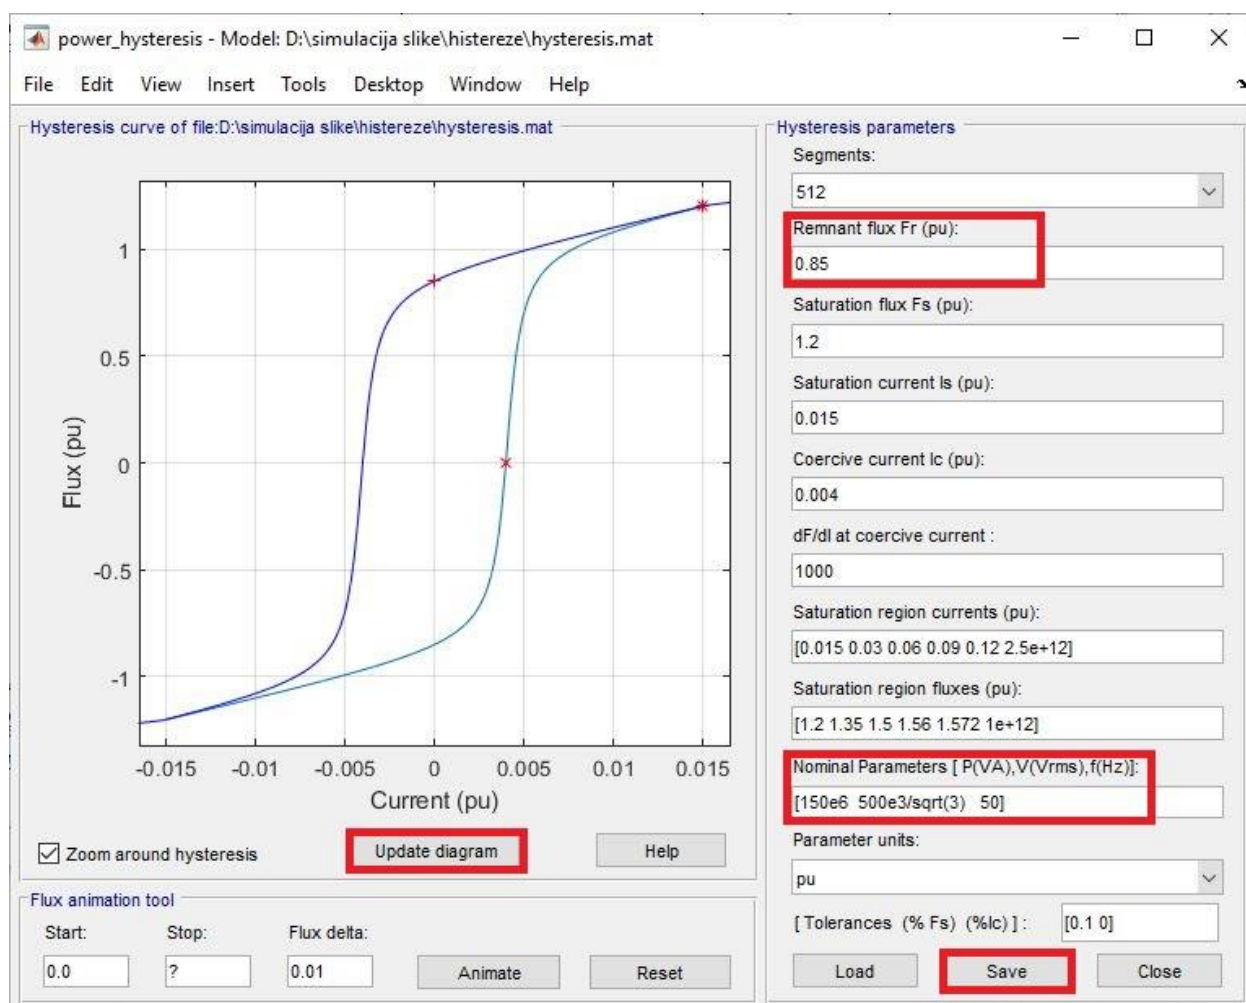 power_hysteresis - Model: D:\simulacija slike\histereze\hysteresis.mat
File Edit View Insert Tools Desktop Window Help
Hysteresis curve of file:D:\simulacija slike\histereze\hysteresis.mat
1
0.5
0
-0.5
-1
Flux (pu)
-0.015 -0.01 -0.005 0 0.005 0.01 0.015
Current (pu)
Zoom around hysteresis Update diagram Help
Flux animation tool
Start: Stop: Flux delta:
0.0 ? 0.01 Animate Reset
Hysteresis parameters
Segments:
512
Remnant flux Fr (pu):
0.85
Saturation flux Fs (pu):
1.2
Saturation current Is (pu):
0.015
Coercive current Ic (pu):
0.004
dF/dI at coercive current :
1000
Saturation region currents (pu):
[0.015 0.03 0.06 0.09 0.12 2.5e+12]
Saturation region fluxes (pu):
[1.2 1.35 1.5 1.56 1.572 1e+12]
Nominal Parameters [ P(VA),V(Vrms),f(Hz)]:
[150e6 500e3/sqrt(3) 50]
Parameter units:
pu
[ Tolerances (% Fs) (%Ic) ] : [0.1 0]
Load Save Close